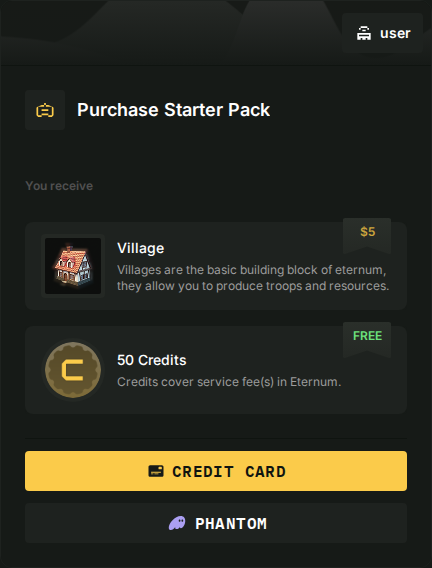 user
Purchase Starter Pack
You receive
$5
Village
Villages are the basic building block of eternum,
they allow you to produce troops and resources.
FREE
50 Credits
Credits cover service fee(s) in Eternum.
CREDIT CARD
PHANTOM